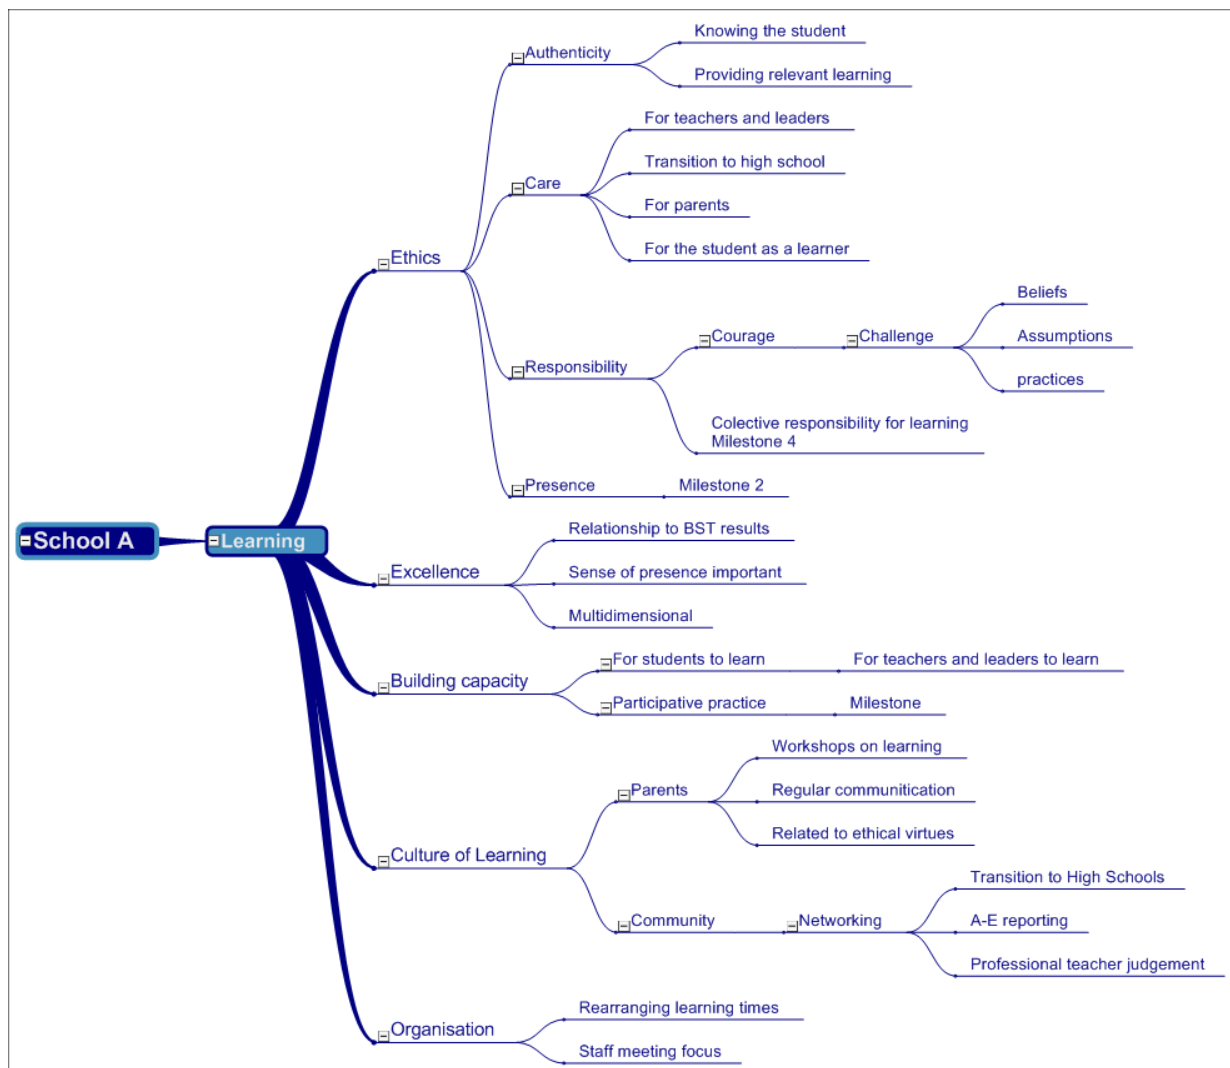 School A
Learning
Ethics
Authenticity
Knowing the student
Providing relevant learning
Care
For teachers and leaders
Transition to high school
For parents
For the student as a learner
Responsibility
Courage
Challenge
Beliefs
Assumptions
practices
Colective responsibility for learning
Milestone 4
Presence
Milestone 2
Excellence
Relationship to BST results
Sense of presence important
Multidimensional
Building capacity
For students to learn
For teachers and leaders to learn
Participative practice
Milestone
Culture of Learning
Parents
Workshops on learning
Regular communitication
Related to ethical virtues
Community
Networking
Transition to High Schools
A-E reporting
Professional teacher judgement
Organisation
Rearranging learning times
Staff meeting focus